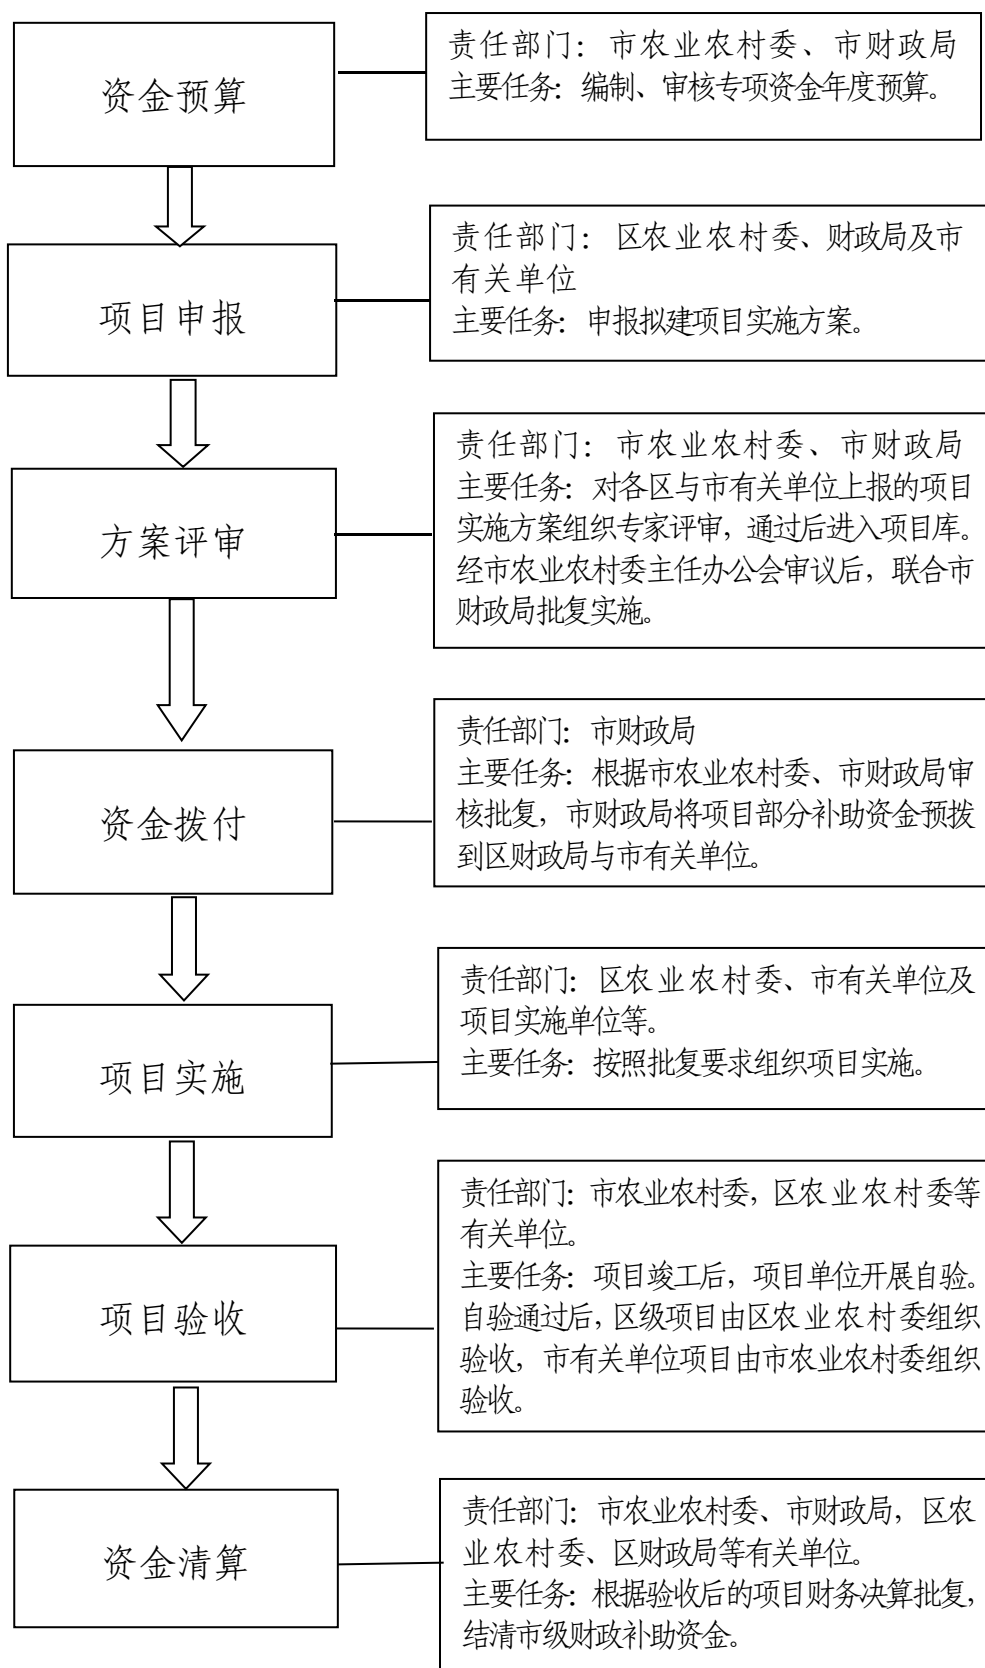 资金预算
责任部门：市农业农村委、市财政局
主要任务：编制、审核专项资金年度预算。
项目申报
责任部门：区农业农村委、财政局及市
有关单位
主要任务：申报拟建项目实施方案。
方案评审
责任部门：市农业农村委、市财政局
主要任务：对各区与市有关单位上报的项目
实施方案组织专家评审，通过后进入项目库。
经市农业农村委主任办公会审议后，联合市
财政局批复实施。
资金拨付
责任部门：市财政局
主要任务：根据市农业农村委、市财政局审
核批复，市财政局将项目部分补助资金预拨
到区财政局与市有关单位。
项目实施
责任部门：区农业农村委、市有关单位及
项目实施单位等。
主要任务：按照批复要求组织项目实施。
项目验收
责任部门：市农业农村委，区农业农村委等
有关单位。
主要任务：项目竣工后，项目单位开展自验。
自验通过后，区级项目由区农业农村委组织
验收，市有关单位项目由市农业农村委组织
验收。
资金清算
责任部门：市农业农村委、市财政局，区农
业农村委、区财政局等有关单位。
主要任务：根据验收后的项目财务决算批复，
结清市级财政补助资金。